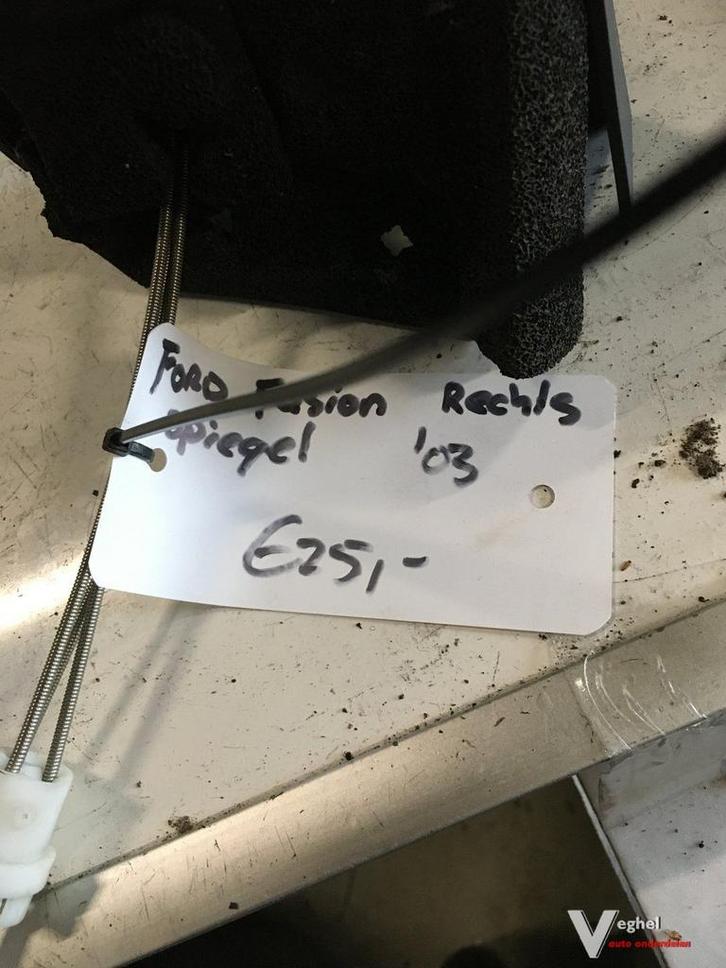 FORD Fusion Rechts
spiegel '03
€25,-
Veghel
auto onderdelen